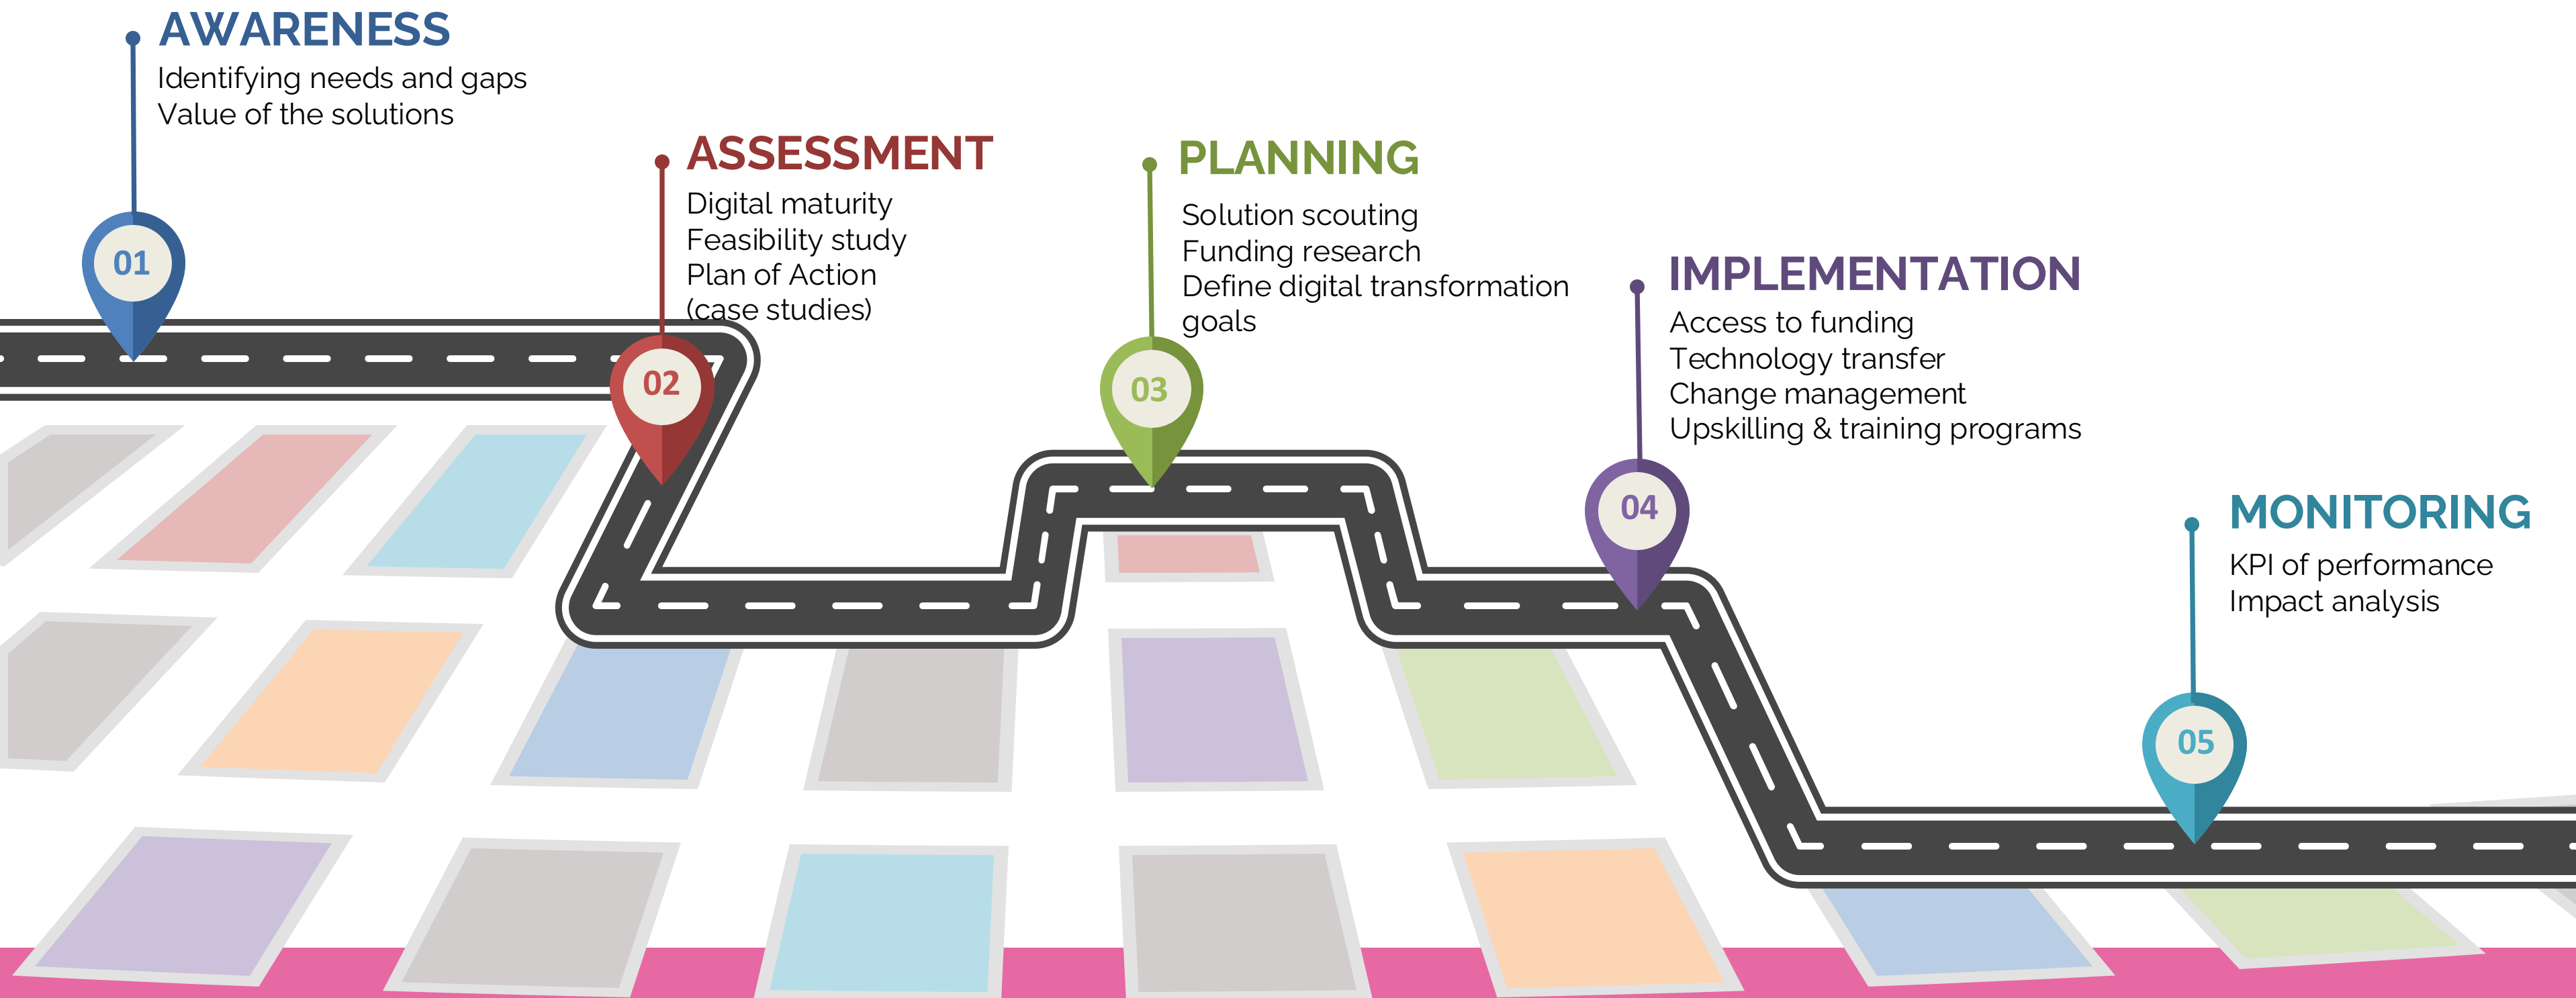 AWARENESS
Identifying needs and gaps
Value of the solutions
01
ASSESSMENT
Digital maturity
Feasibility study
Plan of Action
(case studies)
02
PLANNING
Solution scouting
Funding research
Define digital transformation
goals
03
IMPLEMENTATION
Access to funding
Technology transfer
Change management
Upskilling & training programs
04
MONITORING
KPI of performance
Impact analysis
05